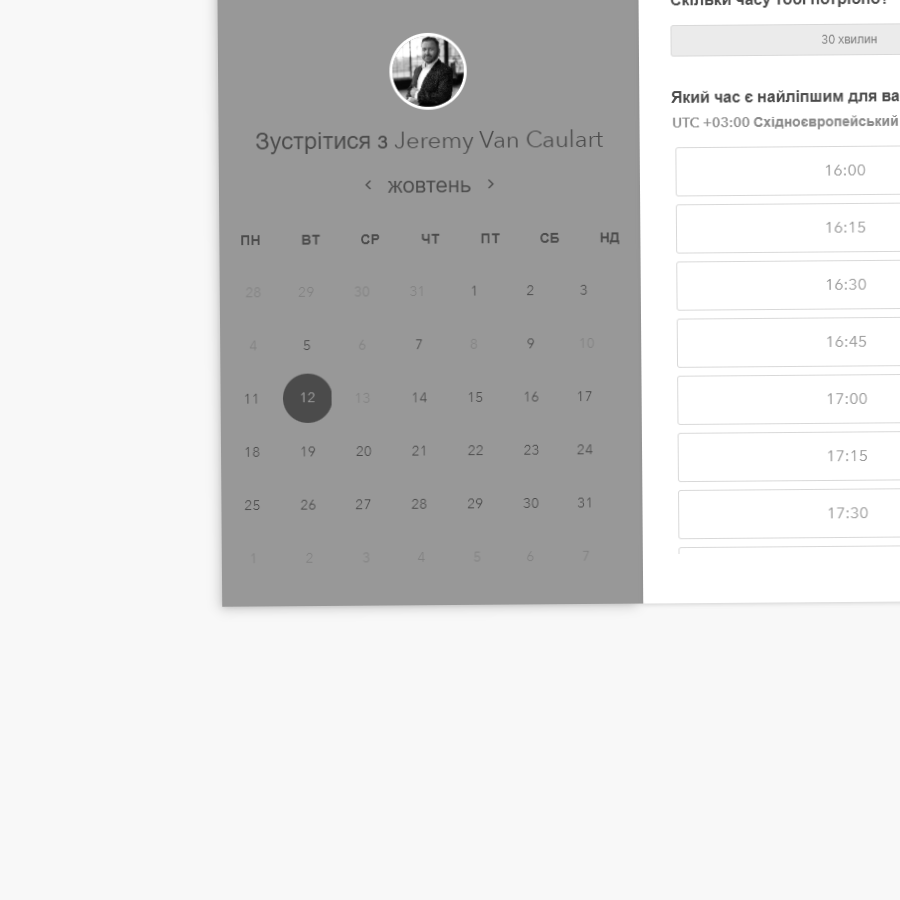 Зустрітися з Jeremy Van Caulart
‹ жовтень ›
ПН ВТ СР ЧТ ПТ СБ НД
28 29 30 31 1 2 3
4 5 6 7 8 9 10
11 12 13 14 15 16 17
18 19 20 21 22 23 24
25 26 27 28 29 30 31
1 2 3 4 5 6 7
Скільки часу тобі потрібно?
30 хвилин
Який час є найліпшим для ва
UTC +03:00 Східноєвропейський
16:00
16:15
16:30
16:45
17:00
17:15
17:30